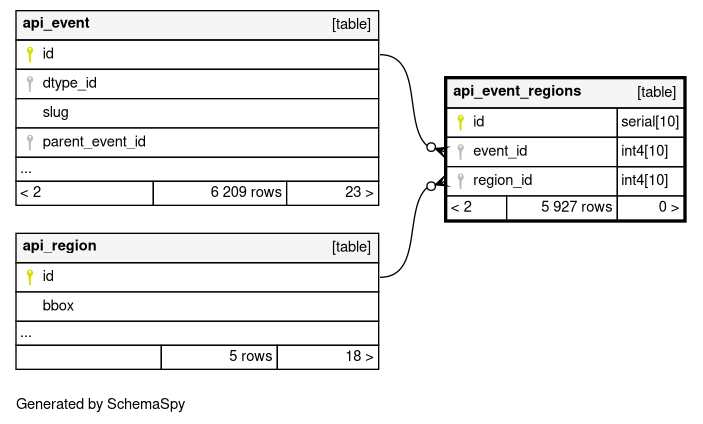 api_event [table]
id
dtype_id
slug
parent_event_id
...
< 2 6 209 rows 23 >
api_event_regions [table]
id serial[10]
event_id int4[10]
region_id int4[10]
< 2 5 927 rows 0 >
api_region [table]
id
bbox
...
5 rows 18 >
Generated by SchemaSpy